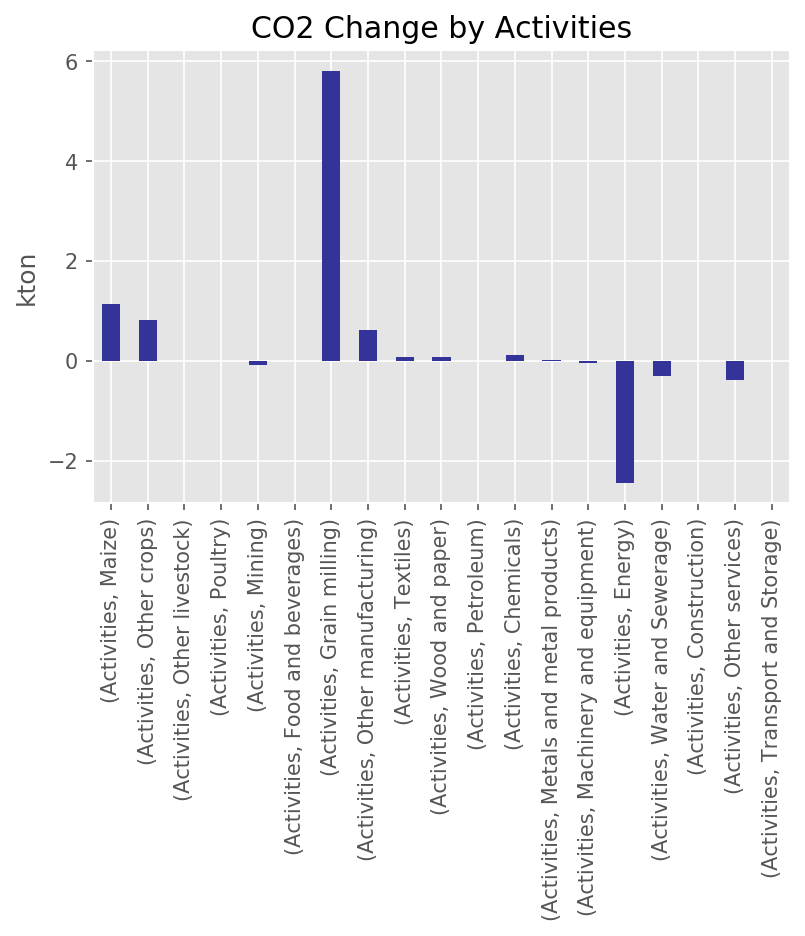 CO2 Change by Activities
kton
6
4
2
0
−2
(Activities, Maize)
(Activities, Other crops)
(Activities, Other livestock)
(Activities, Poultry)
(Activities, Mining)
(Activities, Food and beverages)
(Activities, Grain milling)
(Activities, Other manufacturing)
(Activities, Textiles)
(Activities, Wood and paper)
(Activities, Petroleum)
(Activities, Chemicals)
(Activities, Metals and metal products)
(Activities, Machinery and equipment)
(Activities, Energy)
(Activities, Water and Sewerage)
(Activities, Construction)
(Activities, Other services)
(Activities, Transport and Storage)